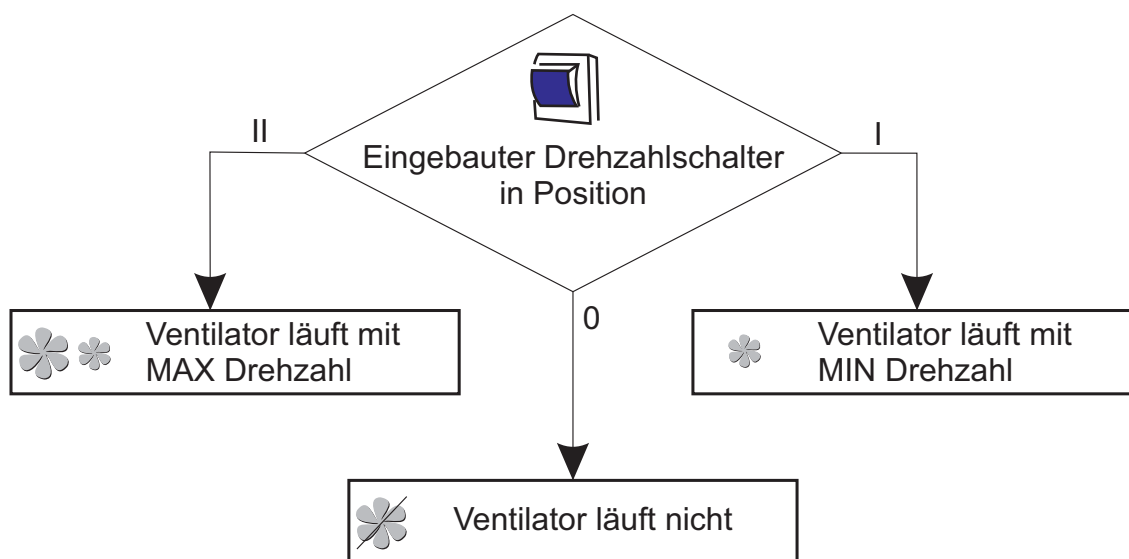 II
I
Eingebauter Drehzahlschalter
in Position
0
Ventilator läuft mit
MAX Drehzahl
Ventilator läuft mit
MIN Drehzahl
Ventilator läuft nicht